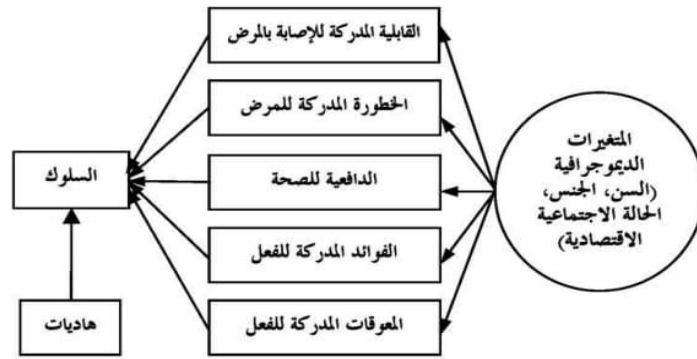 القابلية المدركة للإصابة بالمرض
الخطورة المدركة للمرض
الدافعية للصحة
الفوائد المدركة للفعل
المعوقات المدركة للفعل
المتغيرات
الديموجرافية
(السن، الجنس،
الحالة الاجتماعية
الاقتصادية)
السلوك
هاديات